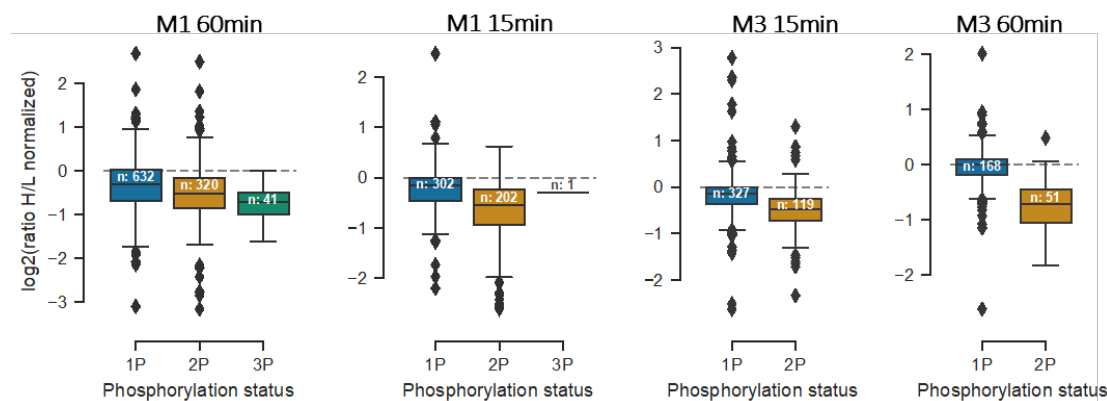 M1 60min
M1 15min
M3 15min
M3 60min
log2(ratio H/L normalized)
2
1
0
−1
−2
−3
n: 632
n: 320
n: 41
1P
2P
3P
Phosphorylation status
2
1
0
−1
−2
n: 302
n: 202
n: 1
1P
2P
3P
Phosphorylation status
3
2
1
0
−1
−2
n: 327
n: 119
1P
2P
Phosphorylation status
2
1
0
−1
−2
n: 168
n: 51
1P
2P
Phosphorylation status